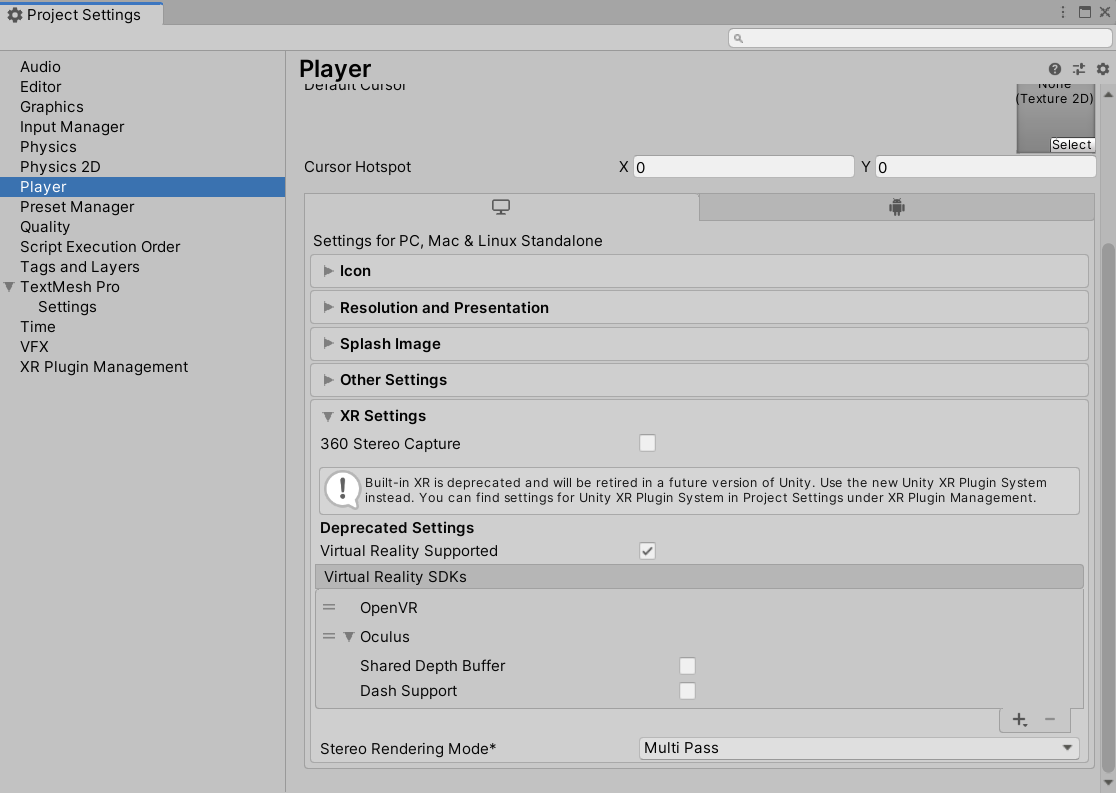 Project Settings
Audio
Editor
Graphics
Input Manager
Physics
Physics 2D
Player
Preset Manager
Quality
Script Execution Order
Tags and Layers
TextMesh Pro
Settings
Time
VFX
XR Plugin Management
Player
Default Cursor
None
(Texture 2D)
Select
Cursor Hotspot X 0 Y 0
Settings for PC, Mac & Linux Standalone
Icon
Resolution and Presentation
Splash Image
Other Settings
XR Settings
360 Stereo Capture
Built-in XR is deprecated and will be retired in a future version of Unity. Use the new Unity XR Plugin System
instead. You can find settings for Unity XR Plugin System in Project Settings under XR Plugin Management.
Deprecated Settings
Virtual Reality Supported
Virtual Reality SDKs
OpenVR
Oculus
Shared Depth Buffer
Dash Support
Stereo Rendering Mode* Multi Pass